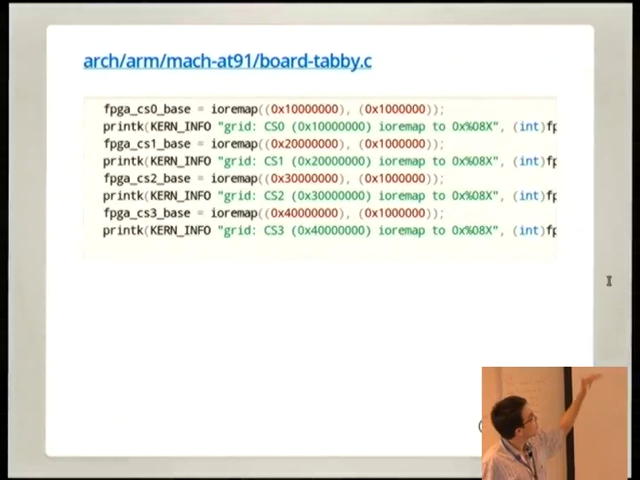 arch/arm/mach-at91/board-tabby.c
fpga_cs0_base = ioremap((0x10000000), (0x1000000));
printk(KERN_INFO "grid: CS0 (0x10000000) ioremap to 0x%08X", (int)fp
fpga_cs1_base = ioremap((0x20000000), (0x1000000));
printk(KERN_INFO "grid: CS1 (0x20000000) ioremap to 0x%08X", (int)fp
fpga_cs2_base = ioremap((0x30000000), (0x1000000));
printk(KERN_INFO "grid: CS2 (0x30000000) ioremap to 0x%08X", (int)fp
fpga_cs3_base = ioremap((0x40000000), (0x1000000));
printk(KERN_INFO "grid: CS3 (0x40000000) ioremap to 0x%08X", (int)fp